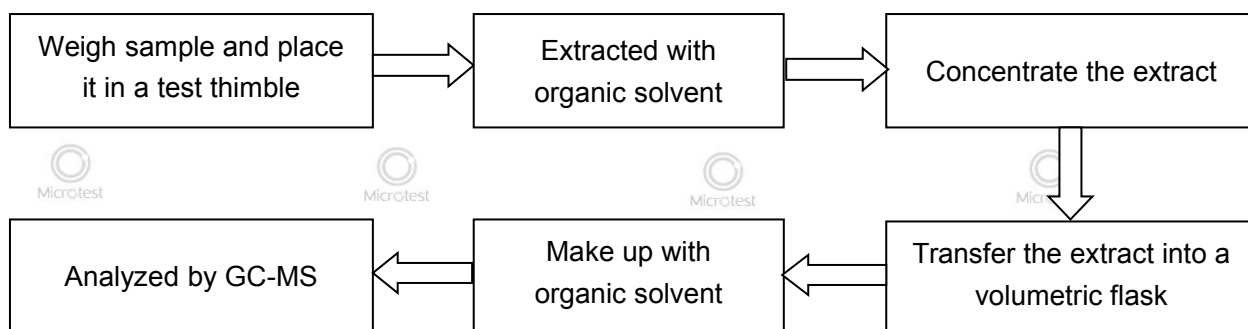 Weigh sample and place
it in a test thimble
Extracted with
organic solvent
Concentrate the extract
Microtest
Microtest
Microtest
Micr
Analyzed by GC-MS
Make up with
organic solvent
Transfer the extract into a
volumetric flask